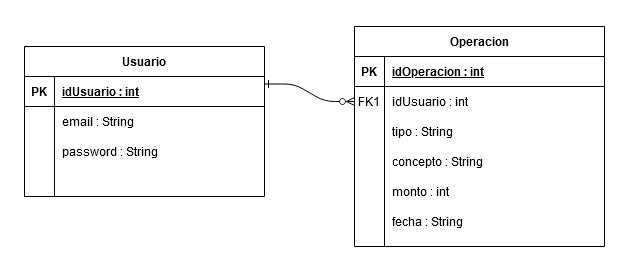 Usuario
PK idUsuario : int
email : String
password : String
Operacion
PK idOperacion : int
FK1 idUsuario : int
tipo : String
concepto : String
monto : int
fecha : String